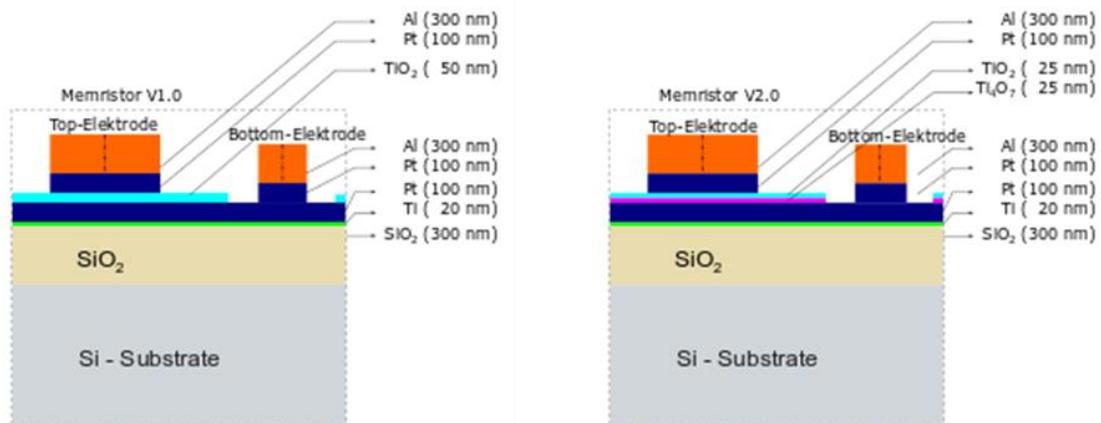 Al (300 nm)
Pt (100 nm)
TiO₂ ( 50 nm)
Memristor V1.0
Top-Elektrode
Bottom-Elektrode
Al (300 nm)
Pt (100 nm)
Pt (100 nm)
Ti ( 20 nm)
SiO₂ (300 nm)
SiO₂
Si - Substrate
Al (300 nm)
Pt (100 nm)
TiO₂ ( 25 nm)
Ti₄O₇ ( 25 nm)
Memristor V2.0
Top-Elektrode
Bottom-Elektrode
Al (300 nm)
Pt (100 nm)
Pt (100 nm)
Ti ( 20 nm)
SiO₂ (300 nm)
SiO₂
Si - Substrate